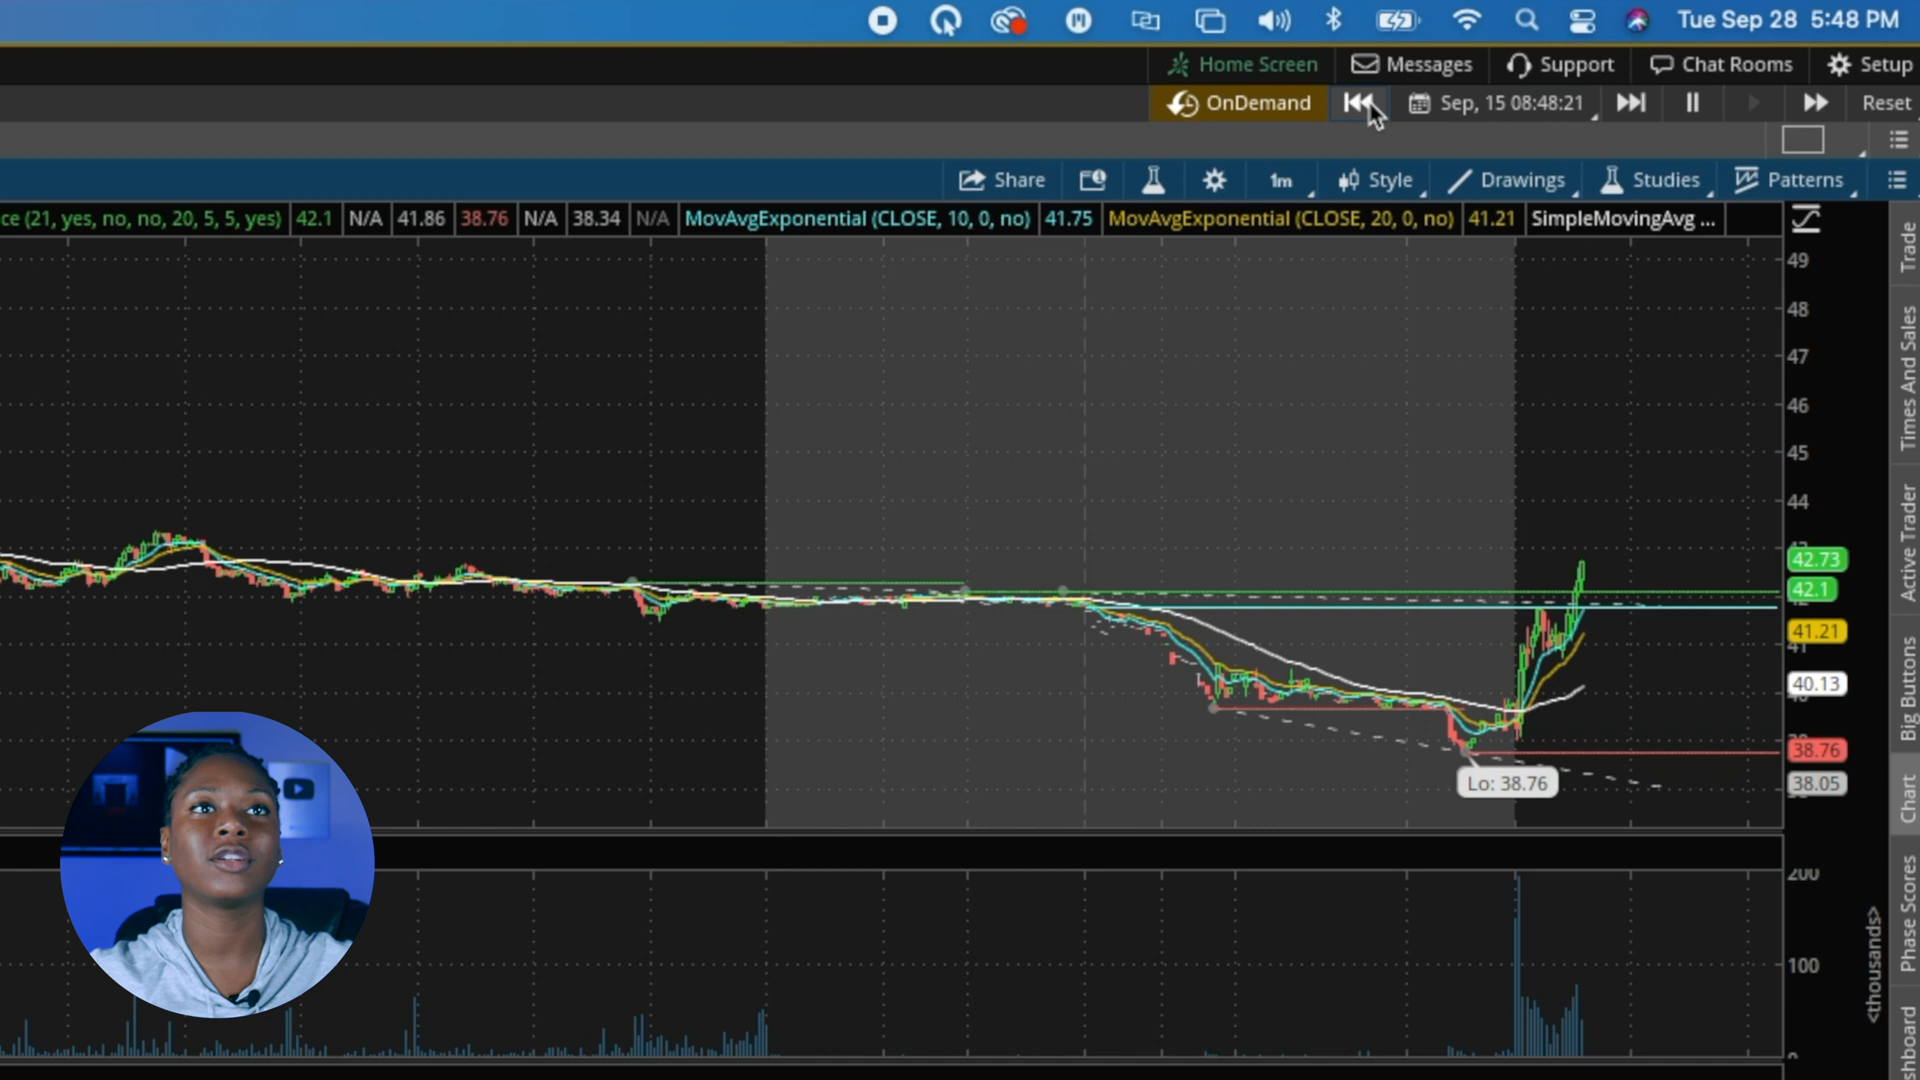 Tue Sep 28 5:48 PM
Home Screen Messages Support Chat Rooms Setup
OnDemand Sep, 15 08:48:21 Reset
Share 1m Style Drawings Studies Patterns
ce (21, yes, no, no, 20, 5, 5, yes) 42.1 N/A 41.86 38.76 N/A 38.34 N/A MovAvgExponential (CLOSE, 10, 0, no) 41.75 MovAvgExponential (CLOSE, 20, 0, no) 41.21 SimpleMovingAvg ...
49
48
47
46
45
44
42.73
42.1
41.21
41
40.13
38.76
38.05
Lo: 38.76
200
100
0
<thousands>
Trade
Times And Sales
Active Trader
Big Buttons
Chart
Phase Scores
shboard